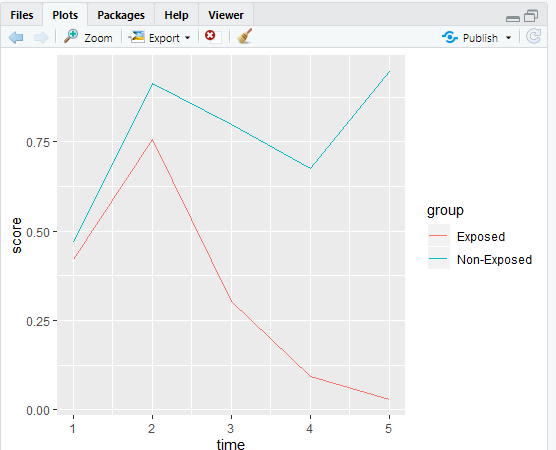 Files Plots Packages Help Viewer
Zoom Export Publish
0.75
0.50
0.25
0.00
score
1 2 3 4 5
time
group
Exposed
Non-Exposed